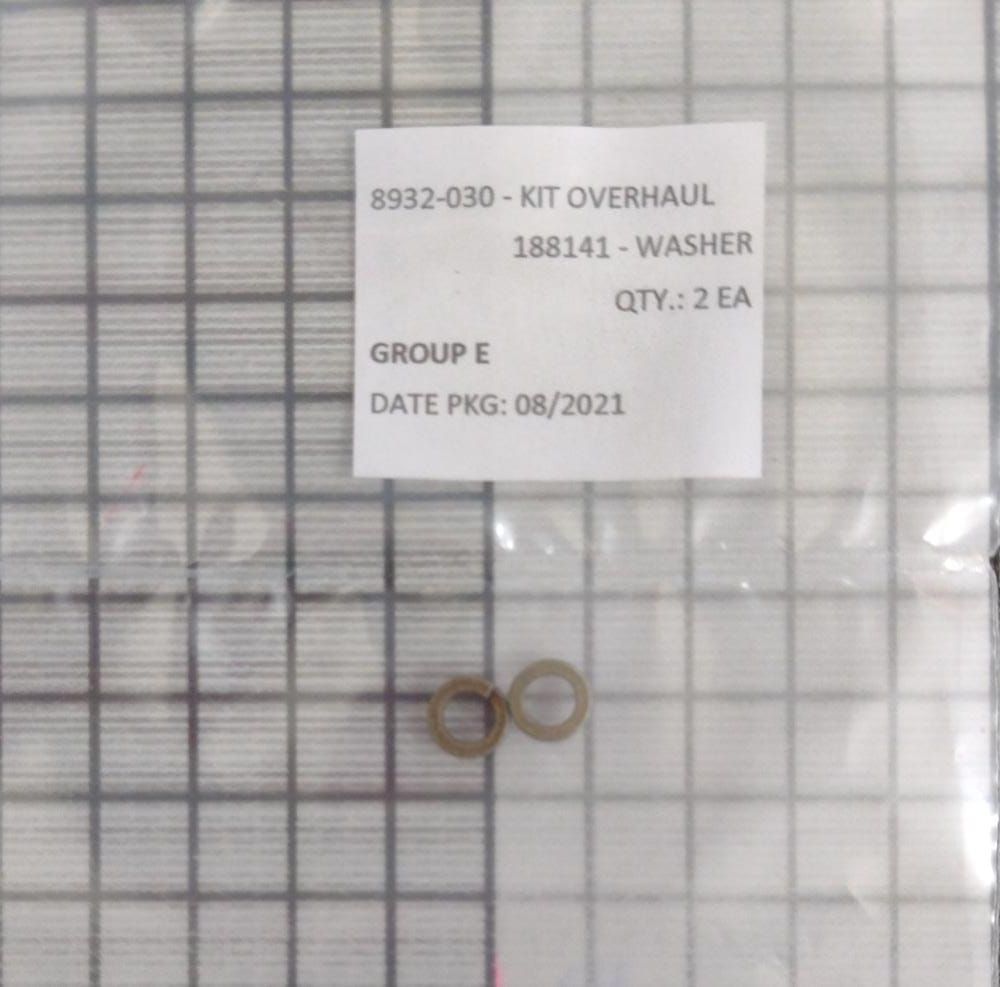 8932-030 - KIT OVERHAUL
188141 - WASHER
QTY.: 2 EA
GROUP E
DATE PKG: 08/2021